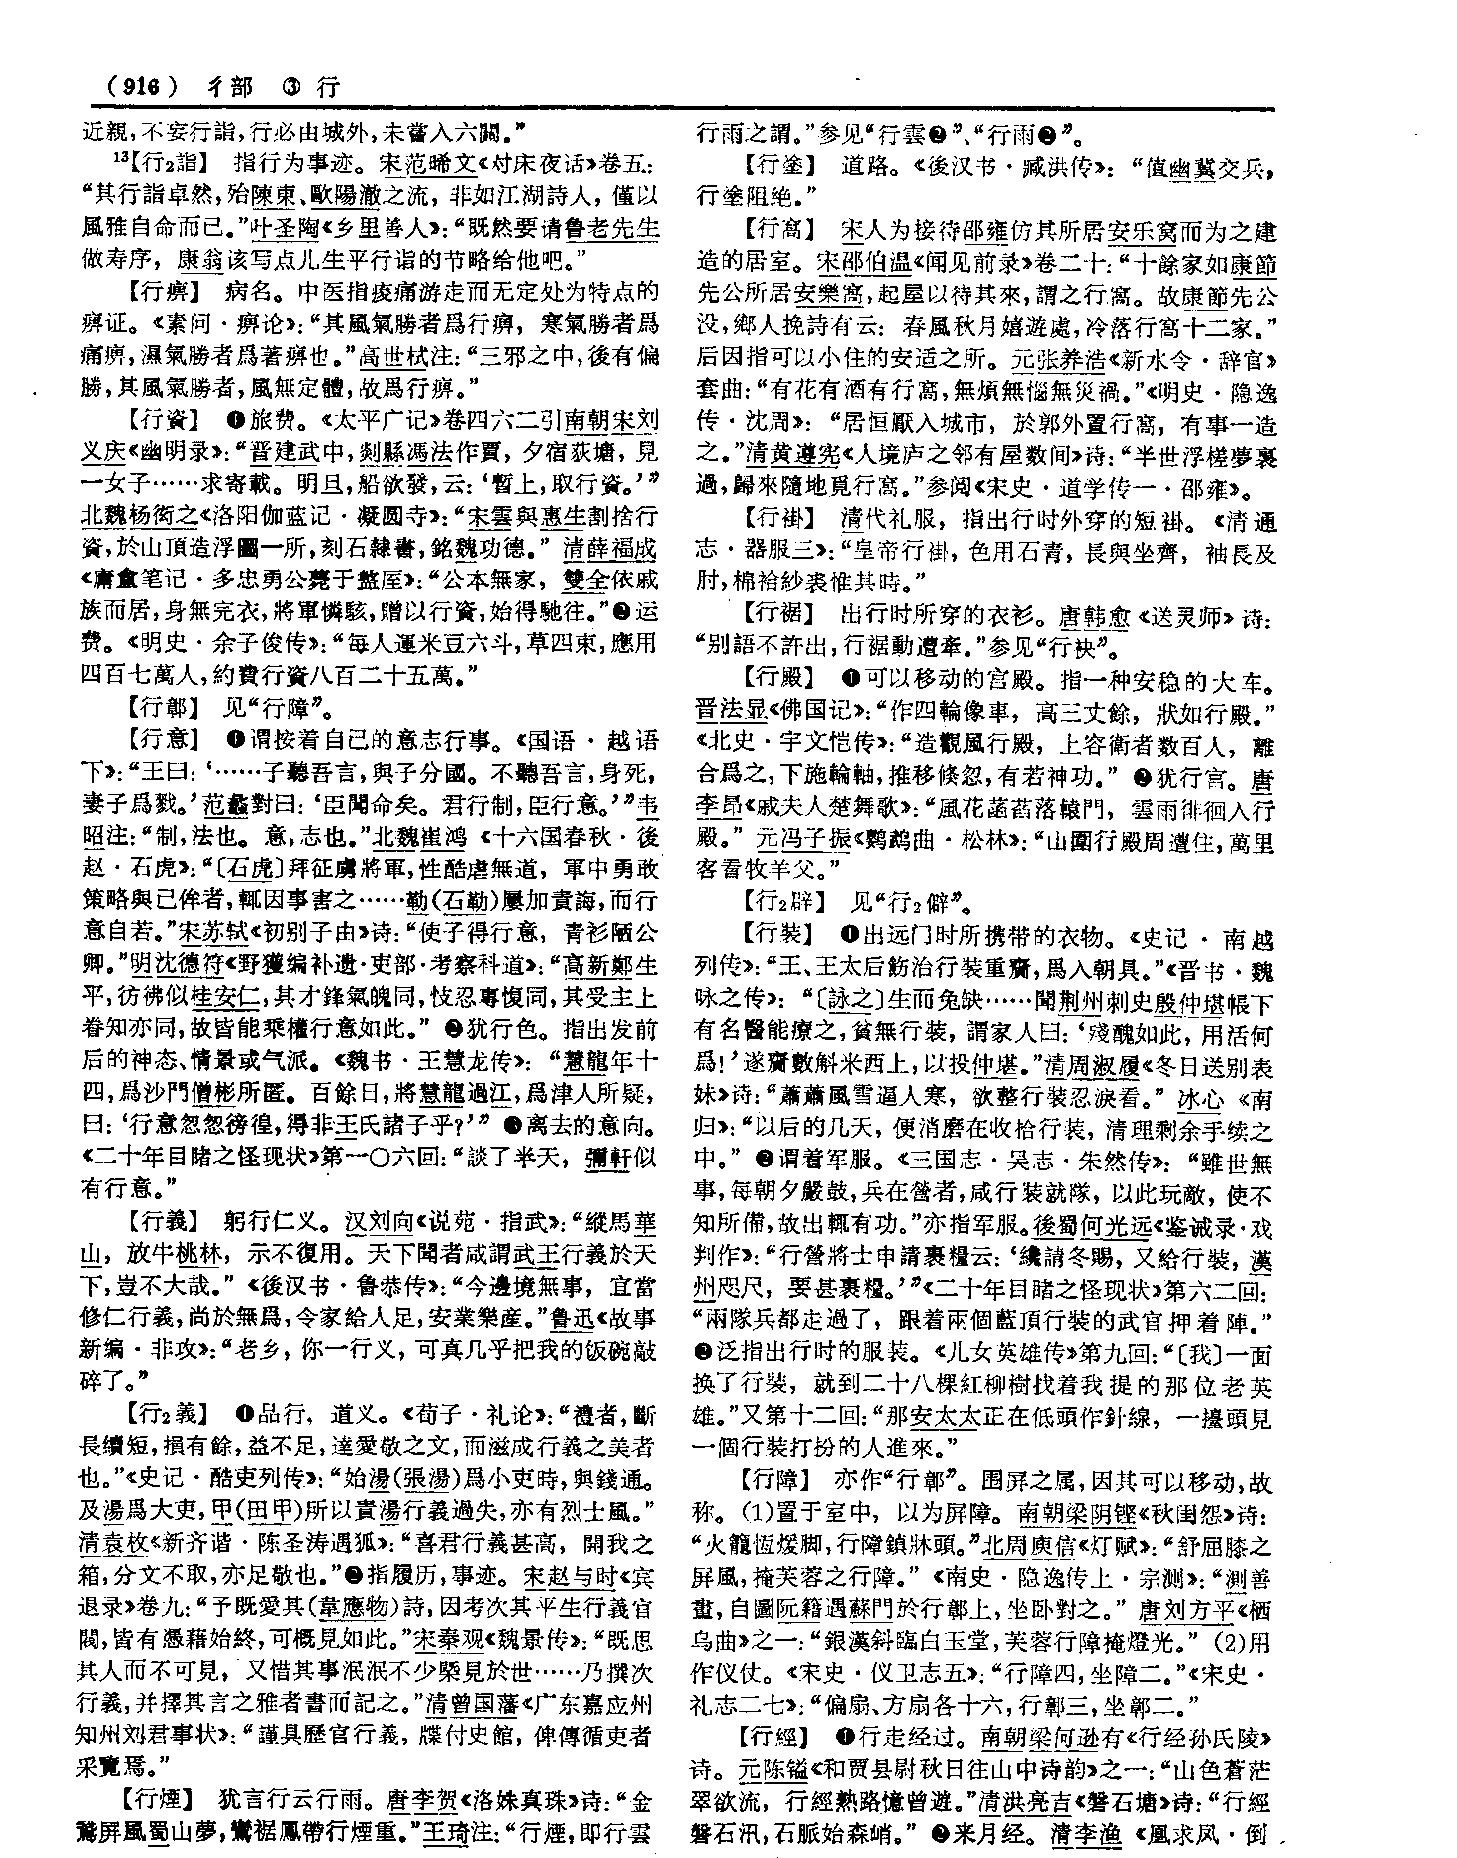 (916) 彳部 ③ 行
近親,不妄行詣,行必由城外,未嘗入六闕。”
13【行2詣】 指行为事迹。宋范晞文《对床夜话》卷五:
“其行詣卓然,殆陳東、歐陽澈之流,非如江湖詩人,僅以
風雅自命而已。”叶圣陶《乡里善人》:“既然要请鲁老先生
做寿序,康翁该写点儿生平行诣的节略给他吧。”
【行痹】 病名。中医指痠痛游走而无定处为特点的
痹证。《素问·痹论》:“其風氣勝者爲行痹,寒氣勝者爲
痛痹,濕氣勝者爲著痹也。”高世栻注:“三邪之中,復有偏
勝,其風氣勝者,風無定體,故爲行痹。”
【行資】 ❶旅费。《太平广记》卷四六二引南朝宋刘
义庆《幽明录》:“晋建武中,剡縣馮法作賈,夕宿荻塘,見
一女子……求寄載。明旦,船欲發,云:‘暫上,取行資。’”
北魏杨衒之《洛阳伽蓝记·凝圆寺》:“宋雲與惠生割捨行
資,於山頂造浮圖一所,刻石隸書,銘魏功德。”清薛福成
《庸盦笔记·多忠勇公薨于盩厔》:“公本無家,雙全依戚
族而居,身無完衣,將軍憐駭,贈以行資,始得馳往。”❷运
费。《明史·余子俊传》:“每人運米豆六斗,草四束,應用
四百七萬人,約費行資八百二十五萬。”
【行鄣】 见“行障”。
【行意】 ❶谓按着自己的意志行事。《国语·越语
下》:“王曰:‘……子聽吾言,與子分國。不聽吾言,身死,
妻子爲戮。’范蠡對曰:‘臣聞命矣。君行制,臣行意。’”韦
昭注:“制,法也。意,志也。”北魏崔鸿《十六国春秋·後
赵·石虎》:“〔石虎〕拜征虜將軍,性酷虐無道,軍中勇敢
策略與己侔者,輒因事害之……勒(石勒)屢加責誨,而行
意自若。”宋苏轼《初别子由》诗:“使子得行意,青衫陋公
卿。”明沈德符《野獲编补遗·吏部·考察科道》:“高新鄭生
平,彷彿似桂安仁,其才鋒氣魄同,忮忍專愎同,其受主上
眷知亦同,故皆能乘權行意如此。”❷犹行色。指出发前
后的神态、情景或气派。《魏书·王慧龙传》:“慧龍年十
四,爲沙門僧彬所匿。百餘日,將慧龍過江,爲津人所疑,
曰:‘行意忽忽徬徨,得非王氏諸子乎?’”❸离去的意向。
《二十年目睹之怪现状》第一〇六回:“談了半天,彌軒似
有行意。”
【行義】 躬行仁义。汉刘向《说苑·指武》:“縱馬華
山,放牛桃林,示不復用。天下聞者咸謂武王行義於天
下,豈不大哉。”《後汉书·鲁恭传》:“今邊境無事,宜當
修仁行義,尚於無爲,令家給人足,安業樂産。”鲁迅《故事
新编·非攻》:“老乡,你一行义,可真几乎把我的饭碗敲
碎了。”
【行2義】 ❶品行,道义。《荀子·礼论》:“禮者,斷
長續短,損有餘,益不足,達愛敬之文,而滋成行義之美者
也。”《史记·酷吏列传》:“始湯(張湯)爲小吏時,與錢通。
及湯爲大吏,甲(田甲)所以責湯行義過失,亦有烈士風。”
清袁枚《新齐谐·陈圣涛遇狐》:“喜君行義甚高,開我之
箱,分文不取,亦足敬也。”❷指履历,事迹。宋赵与时《宾
退录》卷九:“予既愛其(韋應物)詩,因考次其平生行義官
閥,皆有憑藉始終,可概見如此。”宋秦观《魏景传》:“既思
其人而不可見,又惜其事泯泯不少槩見於世……乃撰次
行義,并擇其言之雅者書而記之。”清曾国藩《广东嘉应州
知州刘君事状》:“謹具歷官行義,牒付史館,俾傳循吏者
采覽焉。”
【行煙】 犹言行云行雨。唐李贺《洛姝真珠》诗:“金
鵞屏風蜀山夢,鸞裾鳳帶行煙重。”王琦注:“行煙,即行雲
行雨之謂。”参见“行雲❷”、“行雨❷”。
【行塗】 道路。《後汉书·臧洪传》:“值幽冀交兵,
行塗阻绝。”
【行窩】 宋人为接待邵雍仿其所居安乐窝而为之建
造的居室。宋邵伯温《闻见前录》卷二十:“十餘家如康節
先公所居安樂窩,起屋以待其來,謂之行窩。故康節先公
没,鄉人挽詩有云:春風秋月嬉遊處,冷落行窩十二家。”
后因指可以小住的安适之所。元张养浩《新水令·辞官》
套曲:“有花有酒有行窩,無煩無惱無災禍。”《明史·隐逸
传·沈周》:“居恒厭入城市,於郭外置行窩,有事一造
之。”清黄遵宪《人境庐之邻有屋数间》诗:“半世浮槎夢裏
過,歸來隨地覓行窩。”参阅《宋史·道学传一·邵雍》。
【行褂】 清代礼服,指出行时外穿的短褂。《清通
志·器服三》:“皇帝行褂,色用石青,長與坐齊,袖長及
肘,棉袷紗裘惟其時。”
【行裾】 出行时所穿的衣衫。唐韩愈《送灵师》诗:
“别語不許出,行裾動遭牽。”参见“行袂”。
【行殿】 ❶可以移动的宫殿。指一种安稳的大车。
晋法显《佛国记》:“作四輪像車,高三丈餘,狀如行殿。”
《北史·宇文恺传》:“造觀風行殿,上容衛者数百人,離
合爲之,下施輪軸,推移倏忽,有若神功。”❷犹行宫。唐
李昂《戚夫人楚舞歌》:“風花菡萏落轅門,雲雨徘徊入行
殿。”元冯子振《鹦鹉曲·松林》:“山圍行殿周遭住,萬里
客看牧羊父。”
【行2辟】 见“行2僻”。
【行装】 ❶出远门时所携带的衣物。《史记·南越
列传》:“王、王太后飭治行装重齎,爲入朝具。”《晋书·魏
咏之传》:“〔詠之〕生而兔缺……聞荆州刺史殷仲堪帳下
有名醫能療之,貧無行装,謂家人曰:‘殘醜如此,用活何
爲!’遂齎數斛米西上,以投仲堪。”清周淑履《冬日送别表
妹》诗:“蕭蕭風雪逼人寒,欲整行装忍淚看。”冰心《南
归》:“以后的几天,便消磨在收拾行装,清理剩余手续之
中。”❷谓着军服。《三国志·吴志·朱然传》:“雖世無
事,每朝夕嚴鼓,兵在營者,咸行装就隊,以此玩敵,使不
知所備,故出輒有功。”亦指军服。後蜀何光远《鉴诫录·戏
判作》:“行營將士申請裹糧云:‘纔請冬賜,又給行裝,漢
州咫尺,要甚裹糧。’”《二十年目睹之怪现状》第六二回:
“兩隊兵都走過了,跟着兩個藍頂行装的武官押着陣。”
❸泛指出行时的服装。《儿女英雄传》第九回:“〔我〕一面
换了行装,就到二十八棵紅柳樹找着我提的那位老英
雄。”又第十二回:“那安太太正在低頭作針線,一擡頭見
一個行装打扮的人進來。”
【行障】 亦作“行鄣”。围屏之属,因其可以移动,故
称。(1)置于室中,以为屏障。南朝梁阴铿《秋闺怨》诗:
“火籠恆煖脚,行障鎮牀頭。”北周庾信《灯赋》:“舒屈膝之
屏風,掩芙蓉之行障。”《南史·隐逸传上·宗测》:“測善
畫,自圖阮籍遇蘇門於行鄣上,坐卧對之。”唐刘方平《栖
乌曲》之一:“銀漢斜臨白玉堂,芙蓉行障掩燈光。”(2)用
作仪仗。《宋史·仪卫志五》:“行障四,坐障二。”《宋史·
礼志二七》:“偏扇、方扇各十六,行鄣三,坐鄣二。”
【行經】 ❶行走经过。南朝梁何逊有《行经孙氏陵》
诗。元陈镒《和贾县尉秋日往山中诗韵》之一:“山色蒼茫
翠欲流,行經熟路憶曾遊。”清洪亮吉《磐石塘》诗:“行經
磐石汛,石脈始森峭。”❷来月经。清李渔《凰求凤·倒